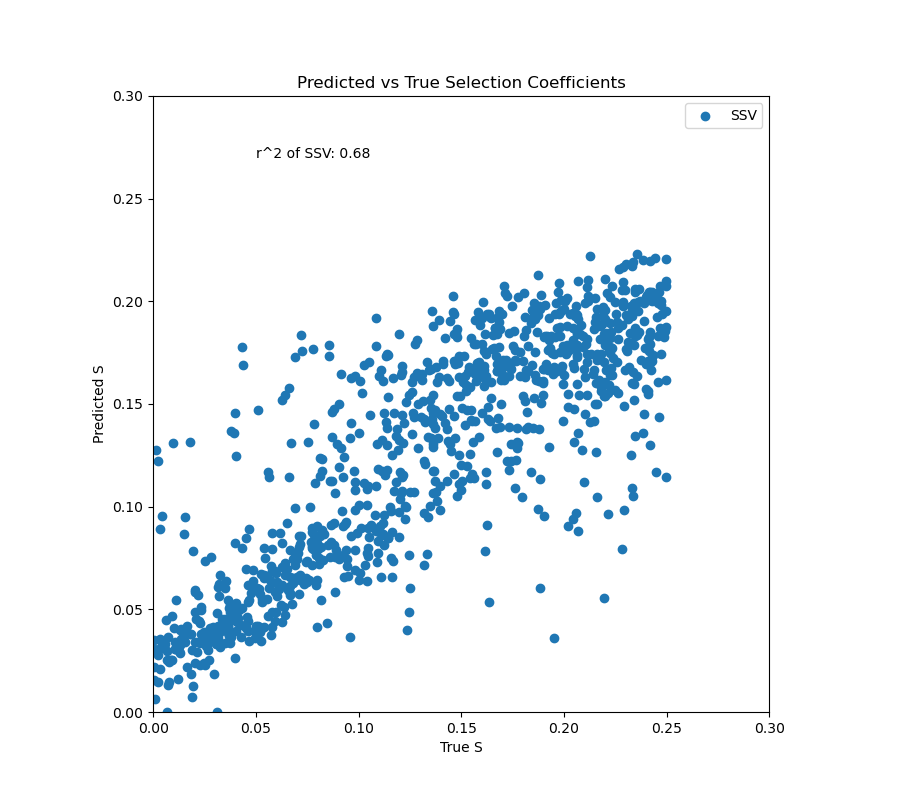 Predicted vs True Selection Coefficients
0.30
SSV
r^2 of SSV: 0.68
0.25
0.20
0.15
Predicted S
0.10
0.05
0.00
0.00 0.05 0.10 0.15 0.20 0.25 0.30
True S